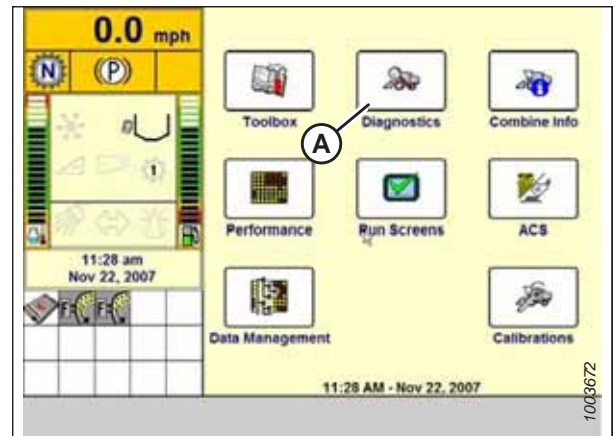 0.0 mph
N
(P)
1
11:28 am
Nov 22, 2007
F F
Toolbox
Diagnostics
Combine Info
A
Performance
Run Screens
ACS
Data Management
Calibrations
11:28 AM - Nov 22, 2007
1003672